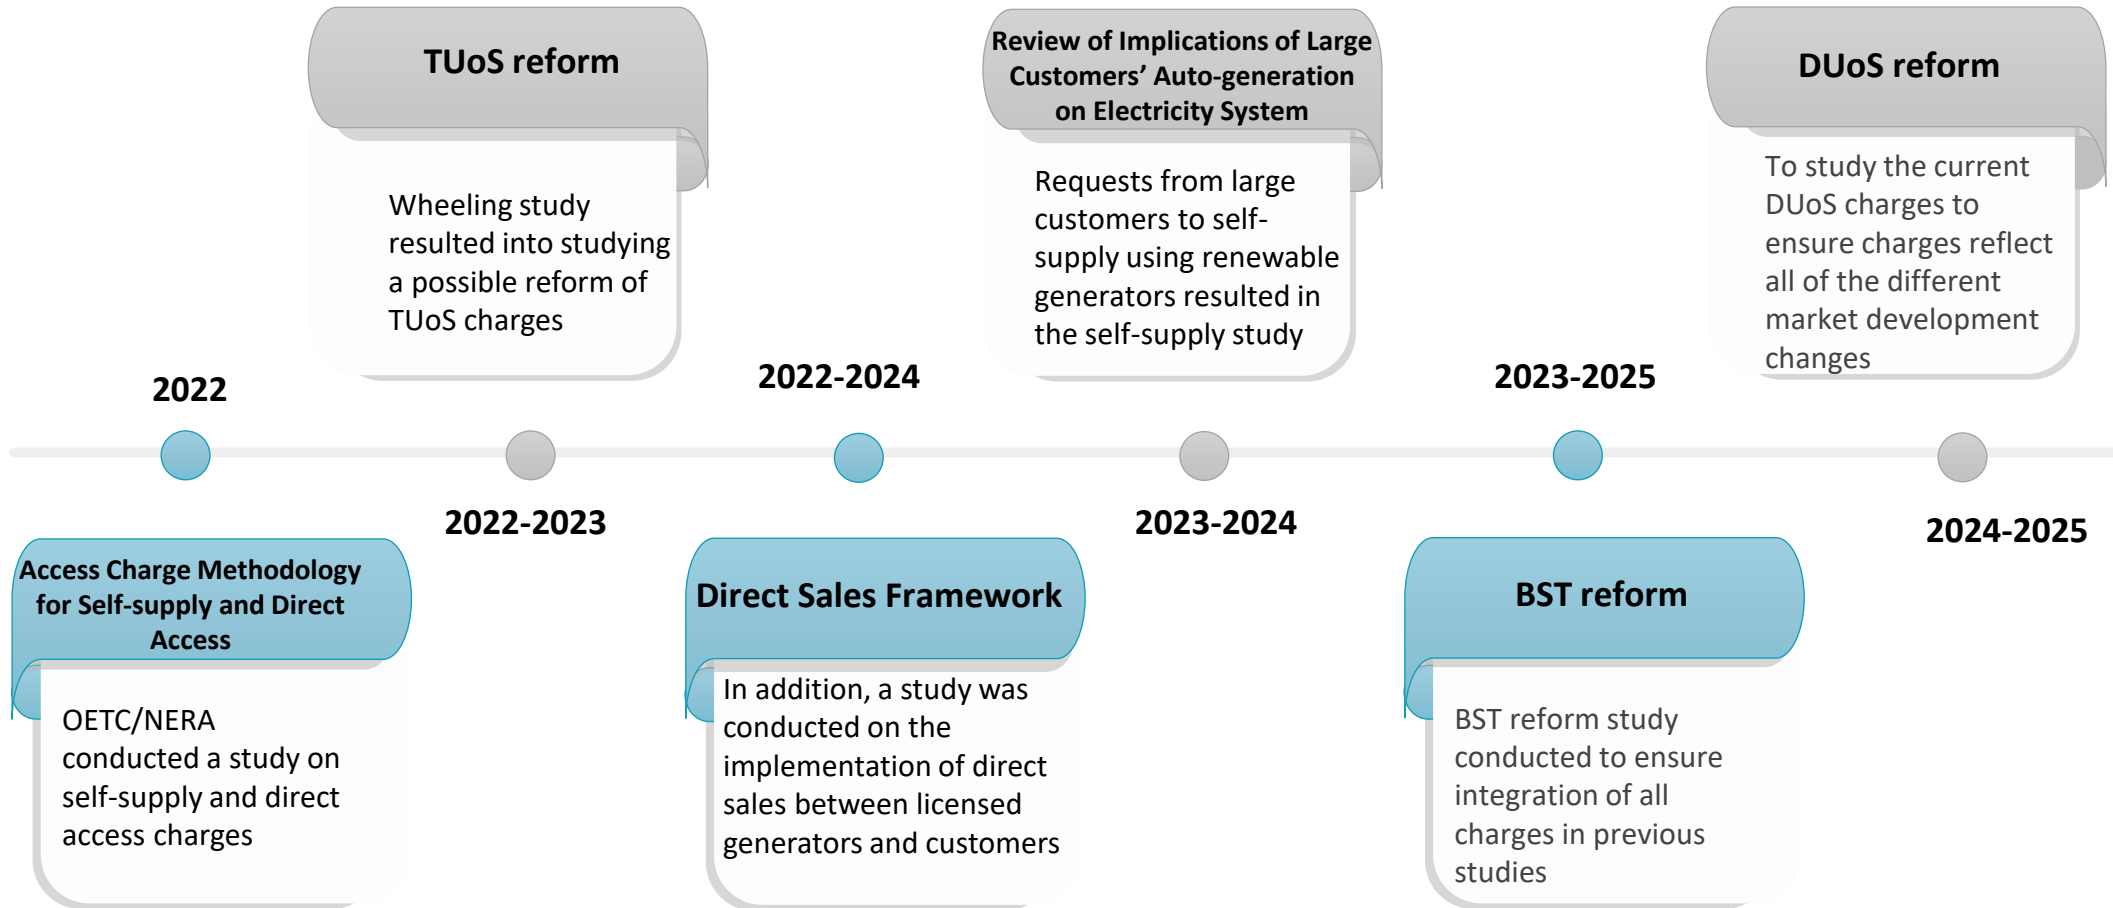 TUoS reform
Wheeling study
resulted into studying
a possible reform of
TUoS charges
Review of Implications of Large
Customers’ Auto-generation
on Electricity System
Requests from large
customers to self-
supply using renewable
generators resulted in
the self-supply study
DUoS reform
To study the current
DUoS charges to
ensure charges reflect
all of the different
market development
changes
2022
2022-2024
2023-2025
2022-2023
2023-2024
2024-2025
Access Charge Methodology
for Self-supply and Direct
Access
OETC/NERA
conducted a study on
self-supply and direct
access charges
Direct Sales Framework
In addition, a study was
conducted on the
implementation of direct
sales between licensed
generators and customers
BST reform
BST reform study
conducted to ensure
integration of all
charges in previous
studies